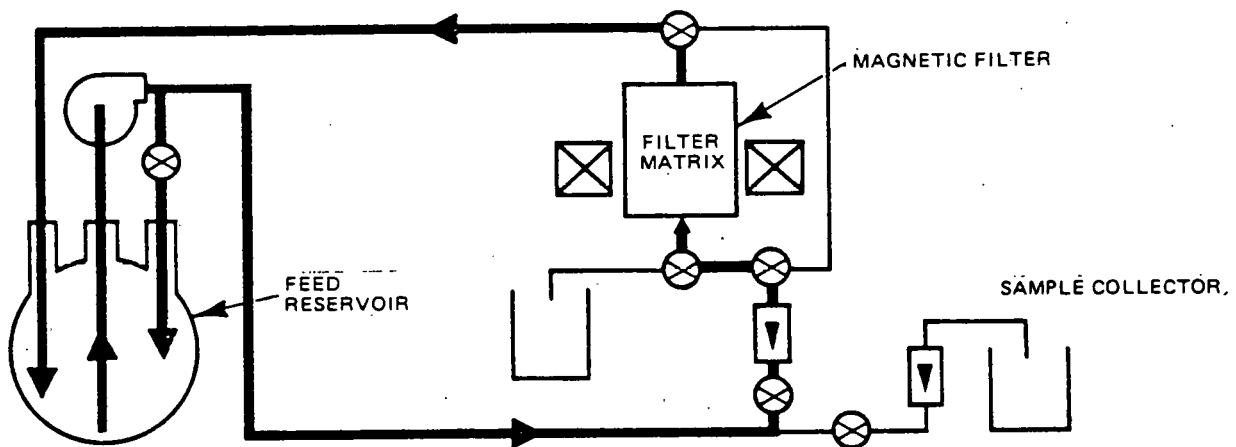 MAGNETIC FILTER
FILTER
MATRIX
FEED
RESERVOIR
SAMPLE COLLECTOR,